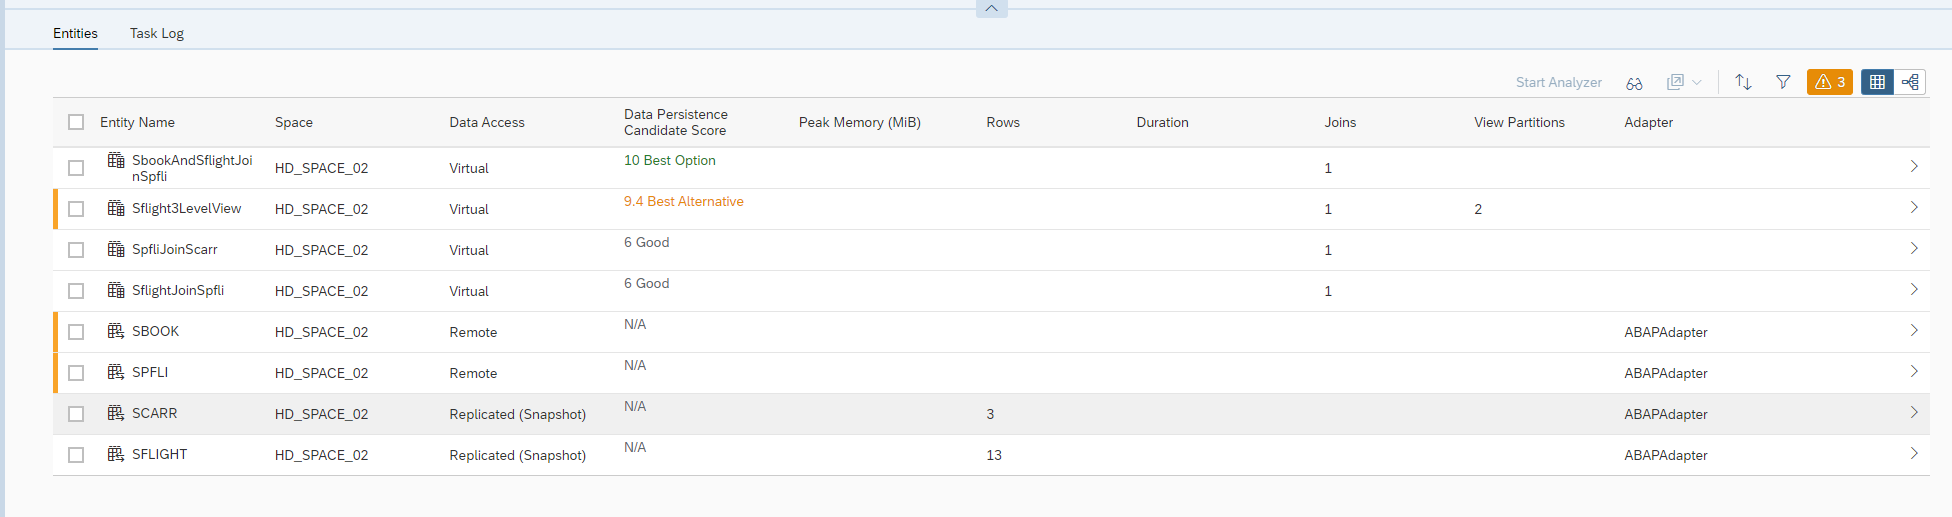 Entities Task Log
Start Analyzer 3
Entity Name Space Data Access Data Persistence Candidate Score Peak Memory (MiB) Rows Duration Joins View Partitions Adapter
SbookAndSflightJoi
nSpfli HD_SPACE_02 Virtual 10 Best Option 1
Sflight3LevelView HD_SPACE_02 Virtual 9.4 Best Alternative 1 2
SpfliJoinScarr HD_SPACE_02 Virtual 6 Good 1
SflightJoinSpfli HD_SPACE_02 Virtual 6 Good 1
SBOOK HD_SPACE_02 Remote N/A ABAPAdapter
SPFLI HD_SPACE_02 Remote N/A ABAPAdapter
SCARR HD_SPACE_02 Replicated (Snapshot) N/A 3 ABAPAdapter
SFLIGHT HD_SPACE_02 Replicated (Snapshot) N/A 13 ABAPAdapter